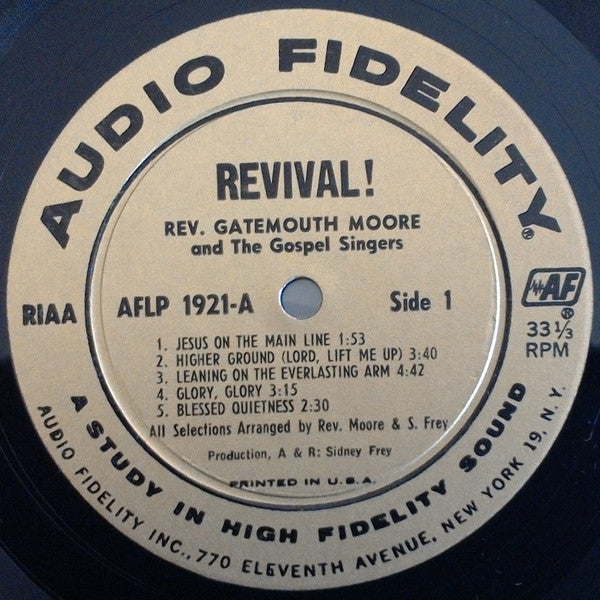 AUDIO FIDELITY®
REVIVAL!
REV. GATEMOUTH MOORE
and The Gospel Singers
RIAA
AFLP 1921-A
Side 1
AF®
33 1/3
RPM
1. JESUS ON THE MAIN LINE 1:53
2. HIGHER GROUND (LORD, LIFT ME UP) 3:40
3. LEANING ON THE EVERLASTING ARM 4:42
4. GLORY, GLORY 3:15
5. BLESSED QUIETNESS 2:30
All Selections Arranged by Rev. Moore & S. Frey
Production, A & R: Sidney Frey
PRINTED IN U.S.A.
A STUDY IN HIGH FIDELITY SOUND
AUDIO FIDELITY INC., 770 ELEVENTH AVENUE, NEW YORK 19, N. Y.